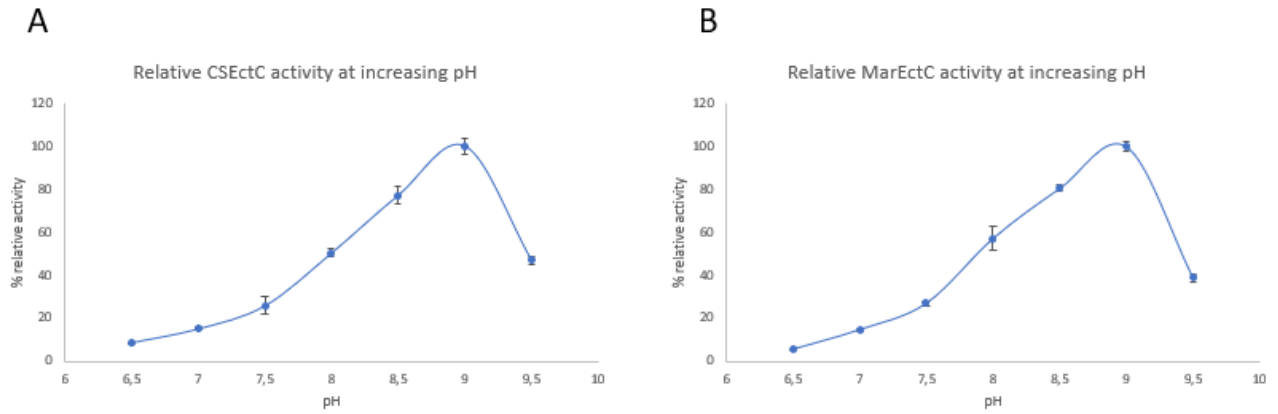 A
Relative CSEctC activity at increasing pH
120
100
80
60
40
20
0
% relative activity
6 6,5 7 7,5 8 8,5 9 9,5 10
pH
B
Relative MarEctC activity at increasing pH
120
100
80
60
40
20
0
% relative activity
6 6,5 7 7,5 8 8,5 9 9,5 10
pH